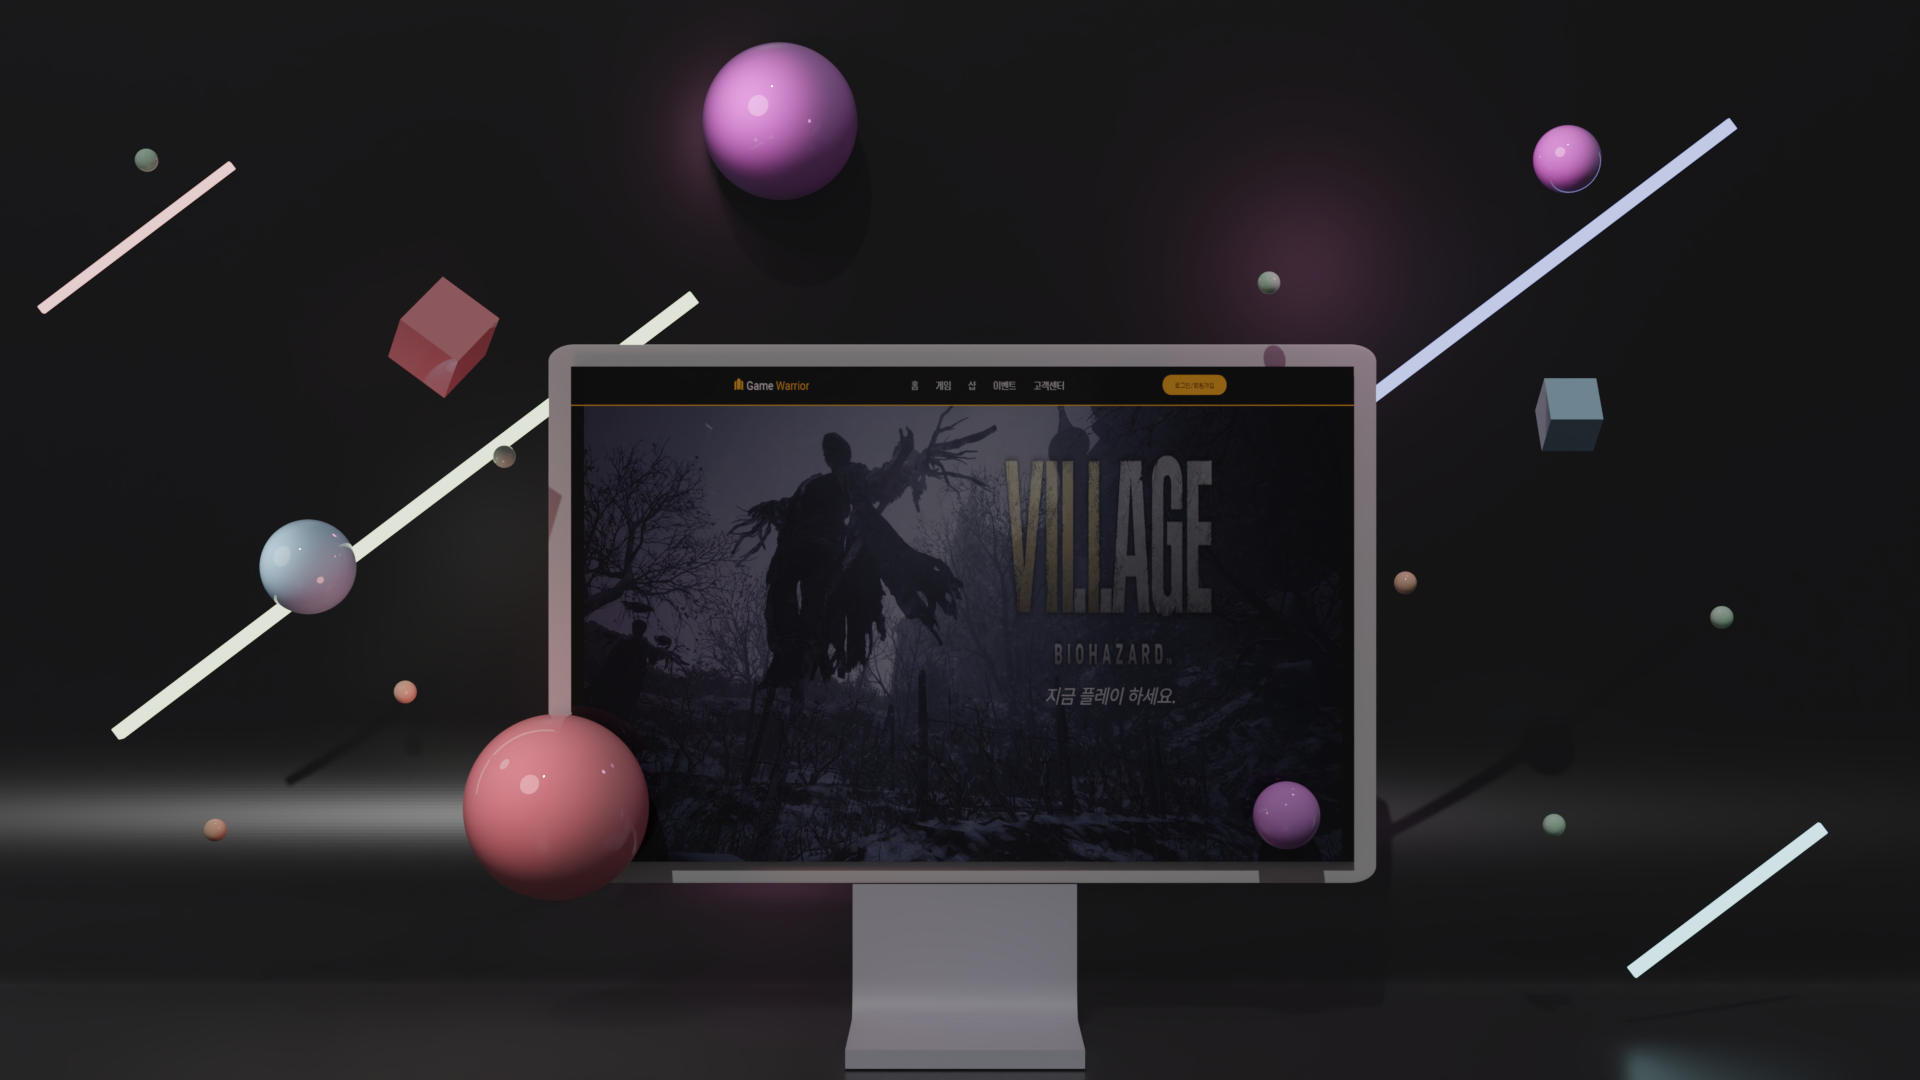 Game Warrior
홈 게임 샵 이벤트 고객센터
로그인/회원가입
VILLAGE
BIOHAZARD™
지금 플레이 하세요.